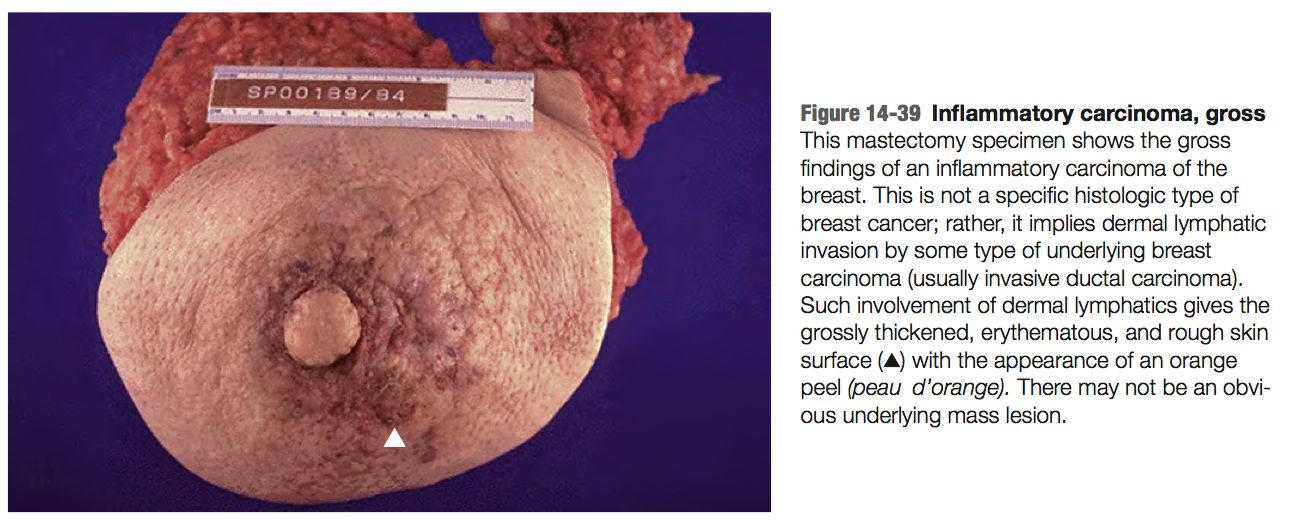 SP00189/84
Figure 14-39 Inflammatory carcinoma, gross
This mastectomy specimen shows the gross
findings of an inflammatory carcinoma of the
breast. This is not a specific histologic type of
breast cancer; rather, it implies dermal lymphatic
invasion by some type of underlying breast
carcinoma (usually invasive ductal carcinoma).
Such involvement of dermal lymphatics gives the
grossly thickened, erythematous, and rough skin
surface (▲) with the appearance of an orange
peel (peau d'orange). There may not be an obvi-
ous underlying mass lesion.